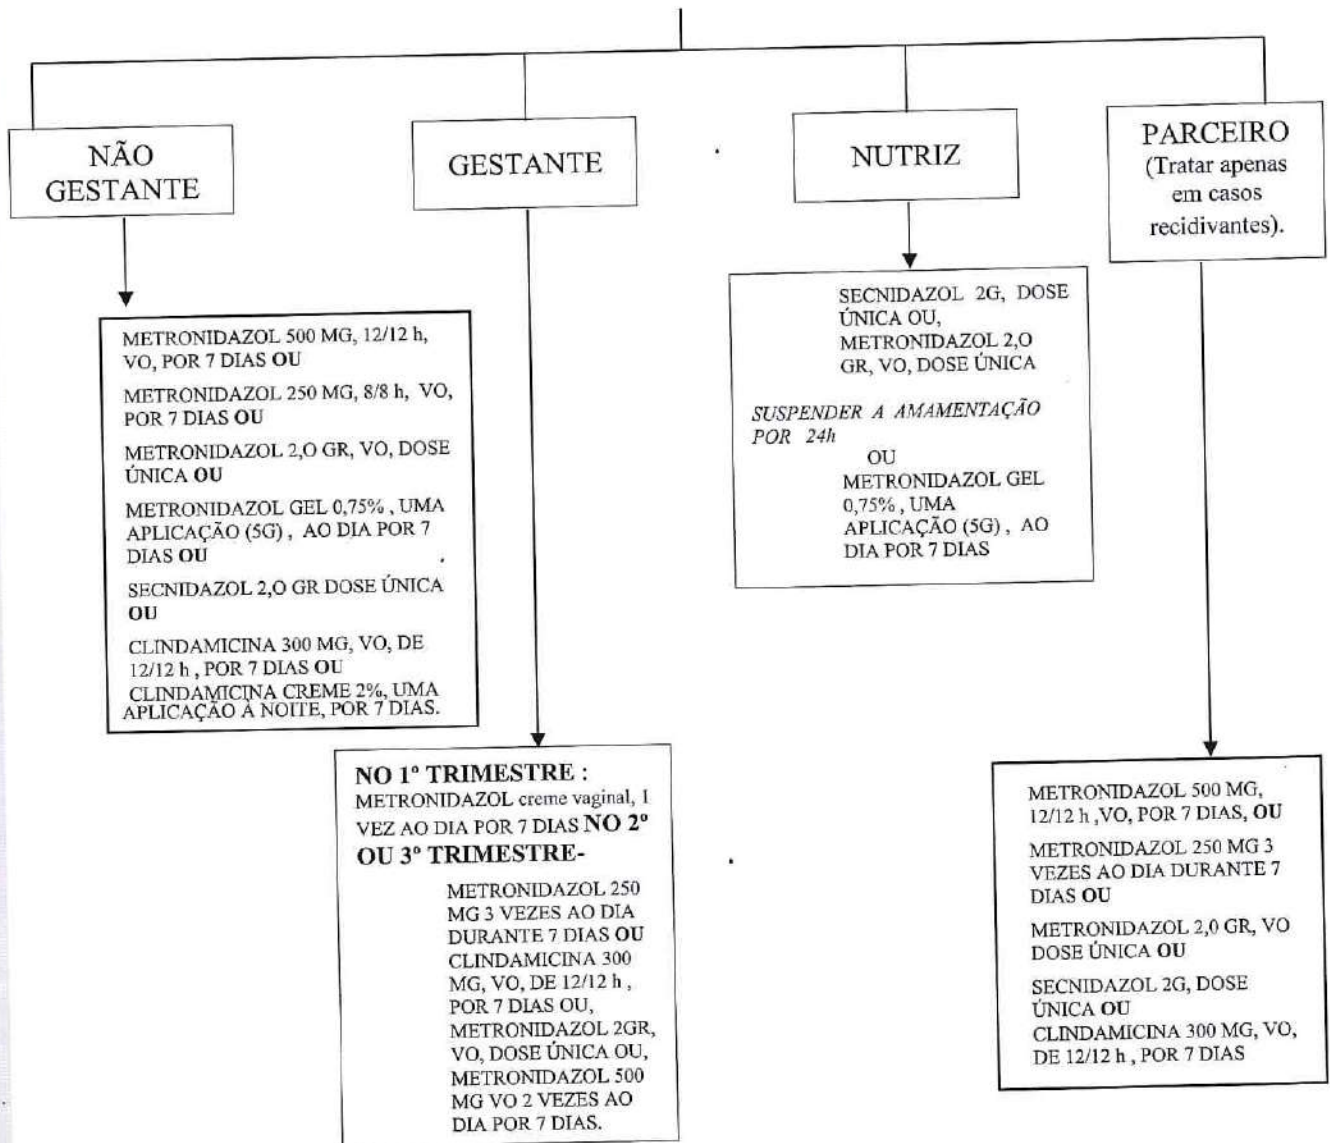 NÃO
GESTANTE
GESTANTE
NUTRIZ
PARCEIRO
(Tratar apenas
em casos
recidivantes).
METRONIDAZOL 500 MG, 12/12 h,
VO, POR 7 DIAS OU
METRONIDAZOL 250 MG, 8/8 h, VO,
POR 7 DIAS OU
METRONIDAZOL 2,O GR, VO, DOSE
ÚNICA OU
METRONIDAZOL GEL 0,75% , UMA
APLICAÇÃO (5G) , AO DIA POR 7
DIAS OU
SECNIDAZOL 2,O GR DOSE ÚNICA
OU
CLINDAMICINA 300 MG, VO, DE
12/12 h , POR 7 DIAS OU
CLINDAMICINA CREME 2%, UMA
APLICAÇÃO À NOITE, POR 7 DIAS.
NO 1º TRIMESTRE :
METRONIDAZOL creme vaginal, 1
VEZ AO DIA POR 7 DIAS NO 2º
OU 3º TRIMESTRE-
METRONIDAZOL 250
MG 3 VEZES AO DIA
DURANTE 7 DIAS OU
CLINDAMICINA 300
MG, VO, DE 12/12 h ,
POR 7 DIAS OU,
METRONIDAZOL 2GR,
VO, DOSE ÚNICA OU,
METRONIDAZOL 500
MG VO 2 VEZES AO
DIA POR 7 DIAS.
SECNIDAZOL 2G, DOSE
ÚNICA OU,
METRONIDAZOL 2,O
GR, VO, DOSE ÚNICA
SUSPENDER A AMAMENTAÇÃO
POR 24h
OU
METRONIDAZOL GEL
0,75% , UMA
APLICAÇÃO (5G) , AO
DIA POR 7 DIAS
METRONIDAZOL 500 MG,
12/12 h ,VO, POR 7 DIAS, OU
METRONIDAZOL 250 MG 3
VEZES AO DIA DURANTE 7
DIAS OU
METRONIDAZOL 2,0 GR, VO
DOSE ÚNICA OU
SECNIDAZOL 2G, DOSE
ÚNICA OU
CLINDAMICINA 300 MG, VO,
DE 12/12 h , POR 7 DIAS